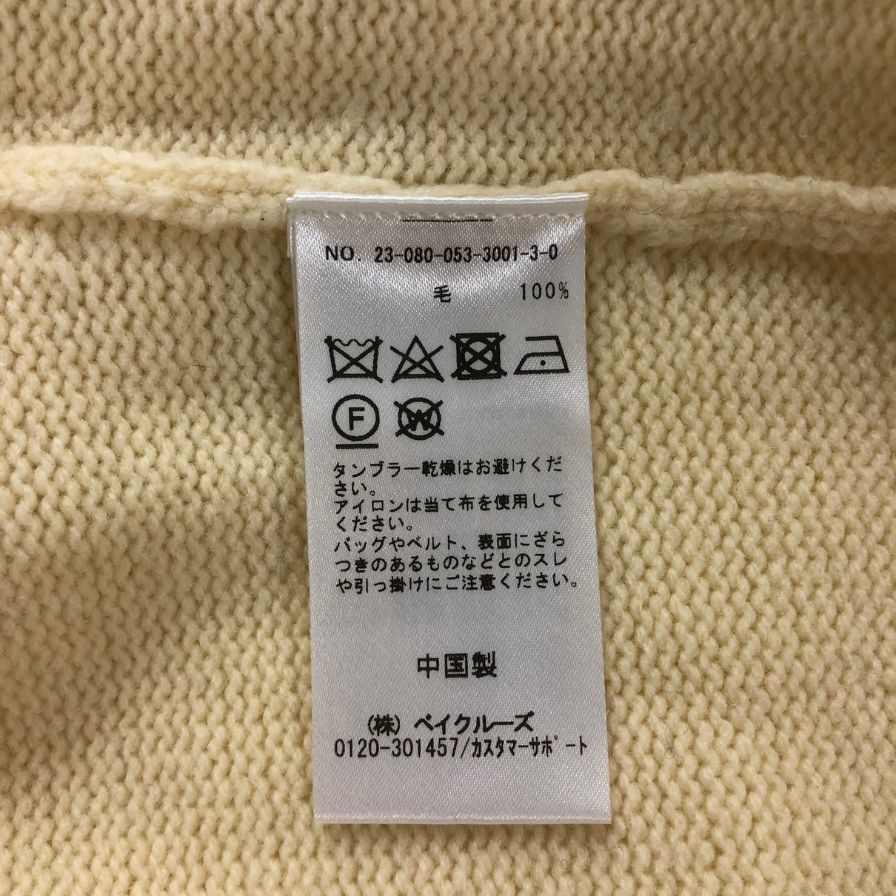 NO. 23-080-053-3001-3-0
毛 100%
F
W
タンブラー乾燥はお避けくだ
さい。
アイロンは当て布を使用して
ください。
バッグやベルト、表面にざら
つきのあるものなどとのスレ
や引っ掛けにご注意ください。
中国製
(株) ベイクルーズ
0120-301457/カスタマーサポート